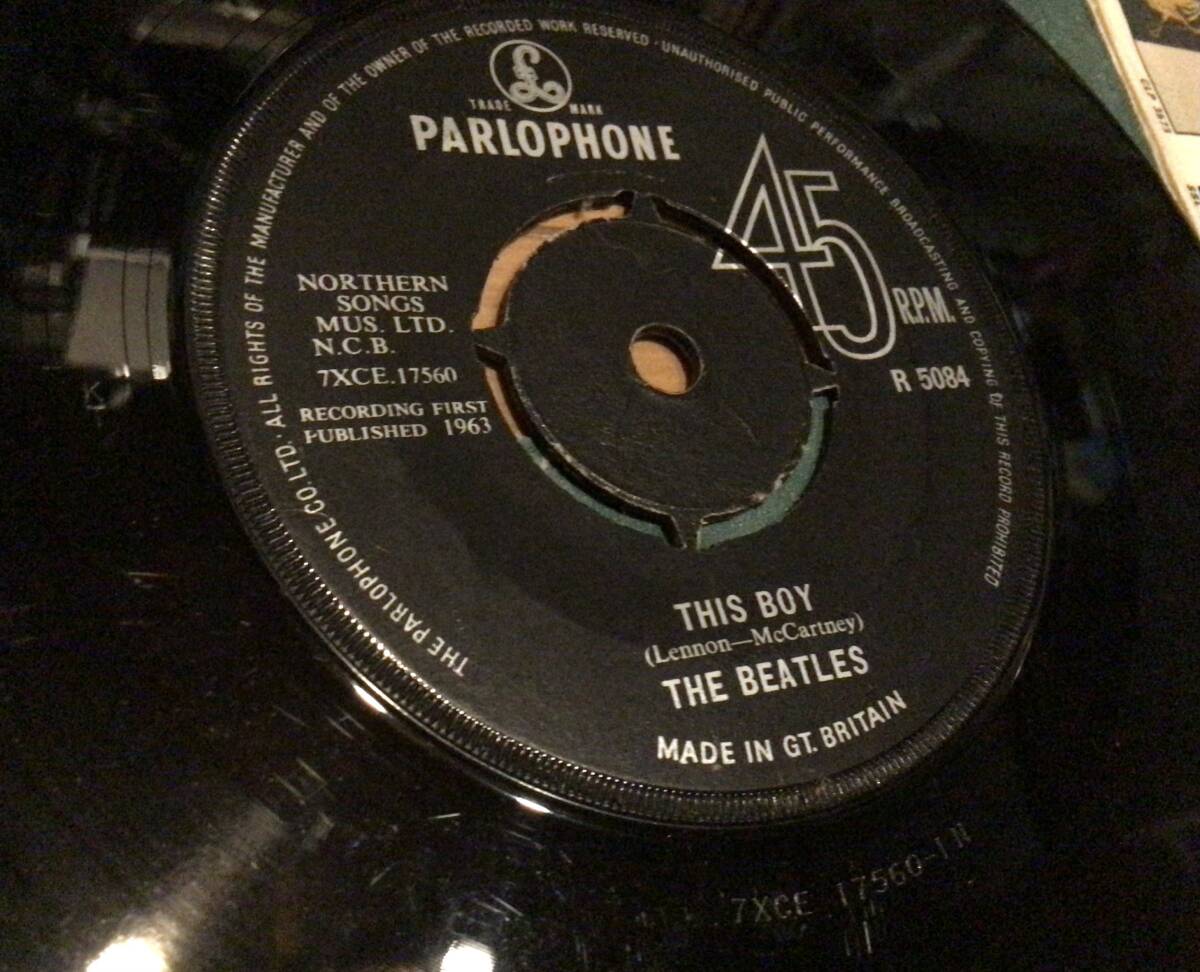 THE PARLOPHONE CO. LTD. · ALL RIGHTS OF THE MANUFACTURER AND OF THE OWNER OF THE RECORDED WORK RESERVED · UNAUTHORISED PUBLIC PERFORMANCE BROADCASTING AND COPYING OF THIS RECORD PROHIBITED
£
TRADE MARK
PARLOPHONE
45
R.P.M.
R 5084
NORTHERN
SONGS
MUS. LTD.
N.C.B.
7XCE.17560
RECORDING FIRST
PUBLISHED 1963
THIS BOY
(Lennon—McCartney)
THE BEATLES
MADE IN GT. BRITAIN
7XCE 17560-1N